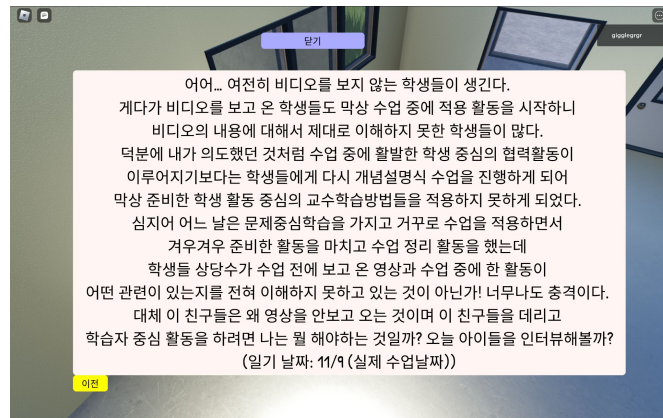 닫기
gigglegrgr
어어... 여전히 비디오를 보지 않는 학생들이 생긴다.
게다가 비디오를 보고 온 학생들도 막상 수업 중에 적용 활동을 시작하니
비디오의 내용에 대해서 제대로 이해하지 못한 학생들이 많다.
덕분에 내가 의도했던 것처럼 수업 중에 활발한 학생 중심의 협력활동이
이루어지기보다는 학생들에게 다시 개념설명식 수업을 진행하게 되어
막상 준비한 학생 활동 중심의 교수학습방법들을 적용하지 못하게 되었다.
심지어 어느 날은 문제중심학습을 가지고 거꾸로 수업을 적용하면서
겨우겨우 준비한 활동을 마치고 수업 정리 활동을 했는데
학생들 상당수가 수업 전에 보고 온 영상과 수업 중에 한 활동이
어떤 관련이 있는지를 전혀 이해하지 못하고 있는 것이 아닌가! 너무나도 충격이다.
대체 이 친구들은 왜 영상을 안보고 오는 것이며 이 친구들을 데리고
학습자 중심 활동을 하려면 나는 뭘 해야하는 것일까? 오늘 아이들을 인터뷰해볼까?
(일기 날짜: 11/9 (실제 수업날짜))
이전